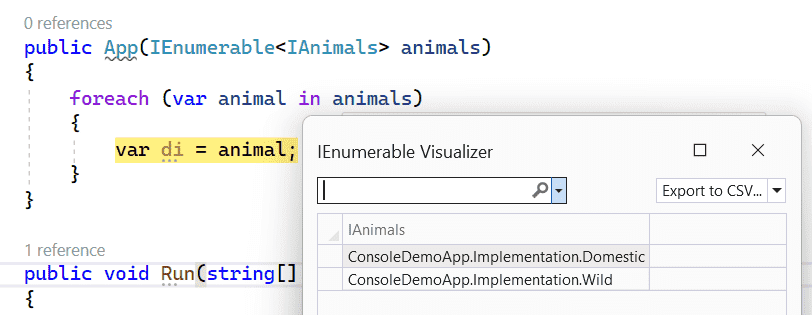 0 references
public App(IEnumerable<IAnimals> animals)
{
foreach (var animal in animals)
{
var di = animal;
}
}
1 reference
public void Run(string[]
{
IEnumerable Visualizer
Export to CSV...
IAnimals
ConsoleDemoApp.Implementation.Domestic
ConsoleDemoApp.Implementation.Wild